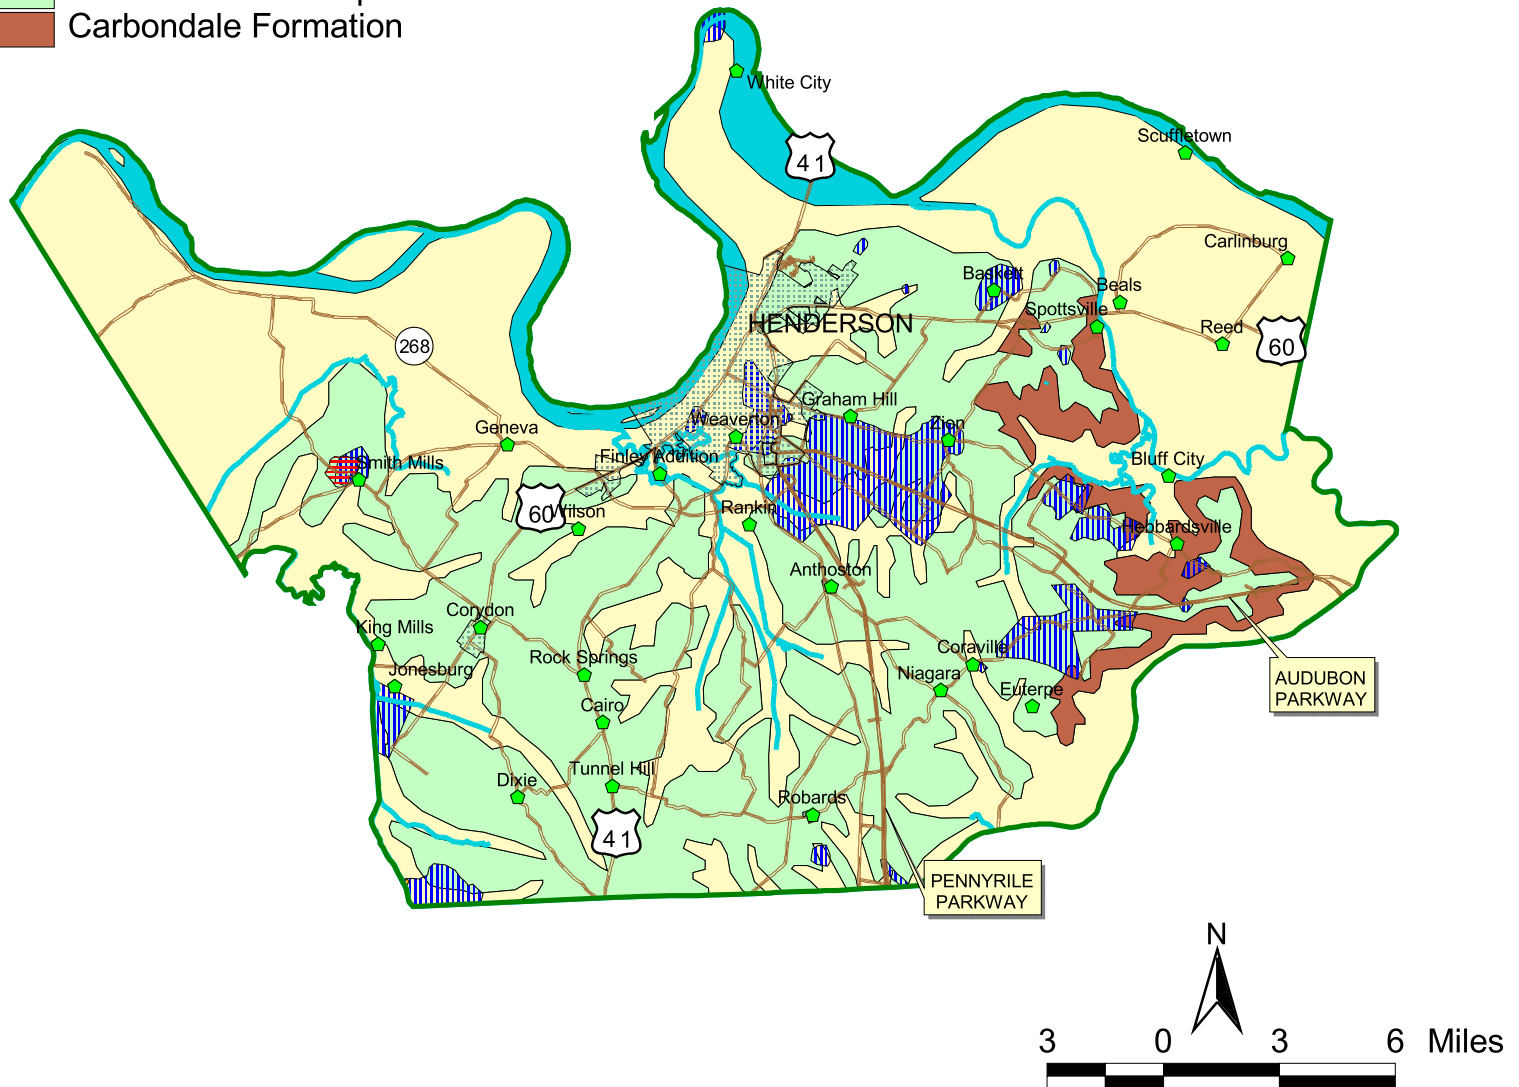 Carbondale Formation
White City
41
Scuffletown
Carlinburg
Baskett
Beals
Spottsville
HENDERSON
Reed
60
268
Graham Hill
Weaverton
Zion
Geneva
Smith Mills
Finley Addition
Bluff City
60
Wilson
Rankin
Hebbardsville
Anthoston
Corydon
King Mills
Rock Springs
Coraville
Jonesburg
Niagara
Euterpe
AUDUBON
PARKWAY
Cairo
Dixie
Tunnel Hill
Robards
41
PENNYRILE
PARKWAY
N
3 0 3 6 Miles